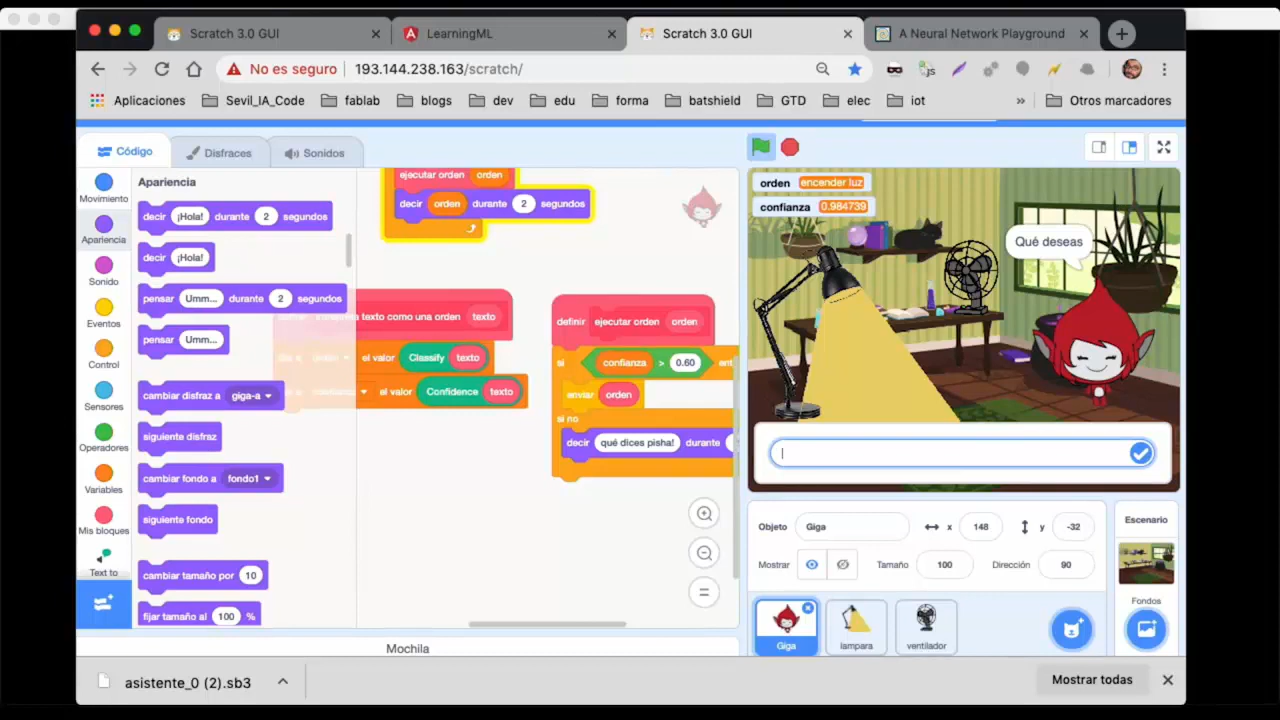 Scratch 3.0 GUI
LearningML
Scratch 3.0 GUI
A Neural Network Playground
No es seguro
193.144.238.163/scratch/
Aplicaciones
Sevil_IA_Code
fablab
blogs
dev
edu
forma
batshield
GTD
elec
iot
»
Otros marcadores
Código
Disfraces
Sonidos
Movimiento
Apariencia
Sonido
Eventos
Control
Sensores
Operadores
Variables
Mis bloques
Text to
Apariencia
decir ¡Hola! durante 2 segundos
decir ¡Hola!
pensar Umm... durante 2 segundos
pensar Umm...
cambiar disfraz a giga-a
siguiente disfraz
cambiar fondo a fondo1
siguiente fondo
cambiar tamaño por 10
fijar tamaño al 100 %
ejecutar orden orden
decir orden durante 2 segundos
texto como una orden texto
el valor Classify texto
el valor Confidence texto
definir ejecutar orden orden
si confianza > 0.60
enviar orden
si no
decir qué dices pisha! durante
Mochila
orden encender luz
confianza 0.984739
Qué deseas
Objeto Giga
x 148
y -32
Mostrar
Tamaño 100
Dirección 90
Giga
lampara
ventilador
Escenario
Fondos
asistente_0 (2).sb3
Mostrar todas